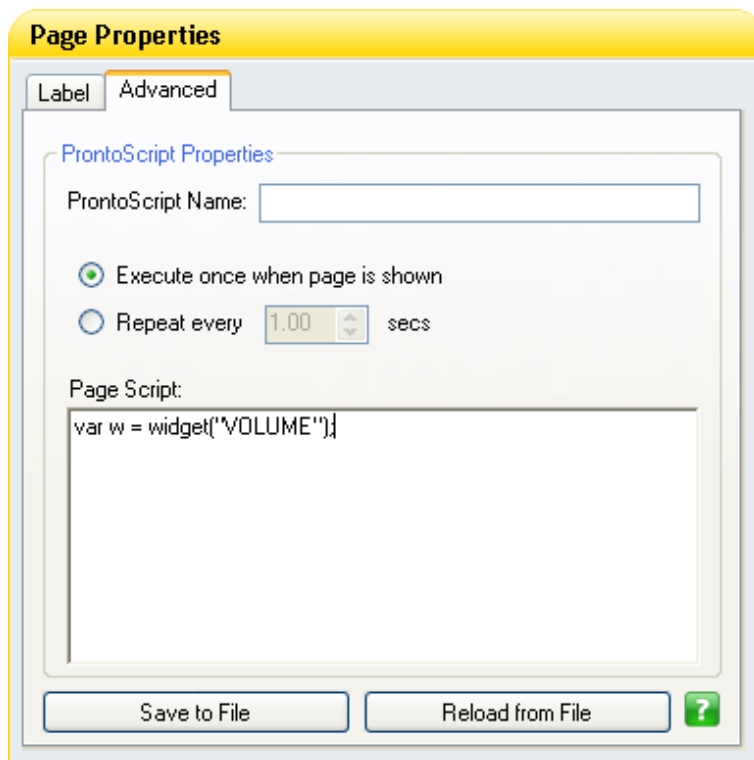 Page Properties
Label Advanced
ProntoScript Properties
ProntoScript Name:
Execute once when page is shown
Repeat every 1.00 secs
Page Script:
var w = widget("VOLUME");
Save to File Reload from File ?